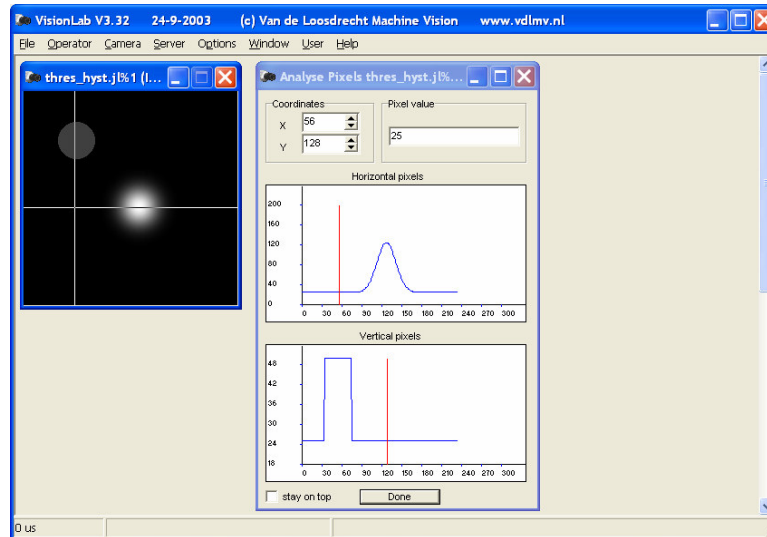 VisionLab V3.32 24-9-2003 (c) Van de Loosdrecht Machine Vision www.vdlmv.nl
File Operator Camera Server Options Window User Help
thres_hyst.jl%1 (I...
Analyse Pixels thres_hyst.jl%...
Coordinates
X 56
Y 128
Pixel value
25
Horizontal pixels
200
160
120
80
40
0
0 30 60 90 120 150 180 210 240 270 300
Vertical pixels
48
42
36
30
24
18
0 30 60 90 120 150 180 210 240 270 300
stay on top Done
0 us